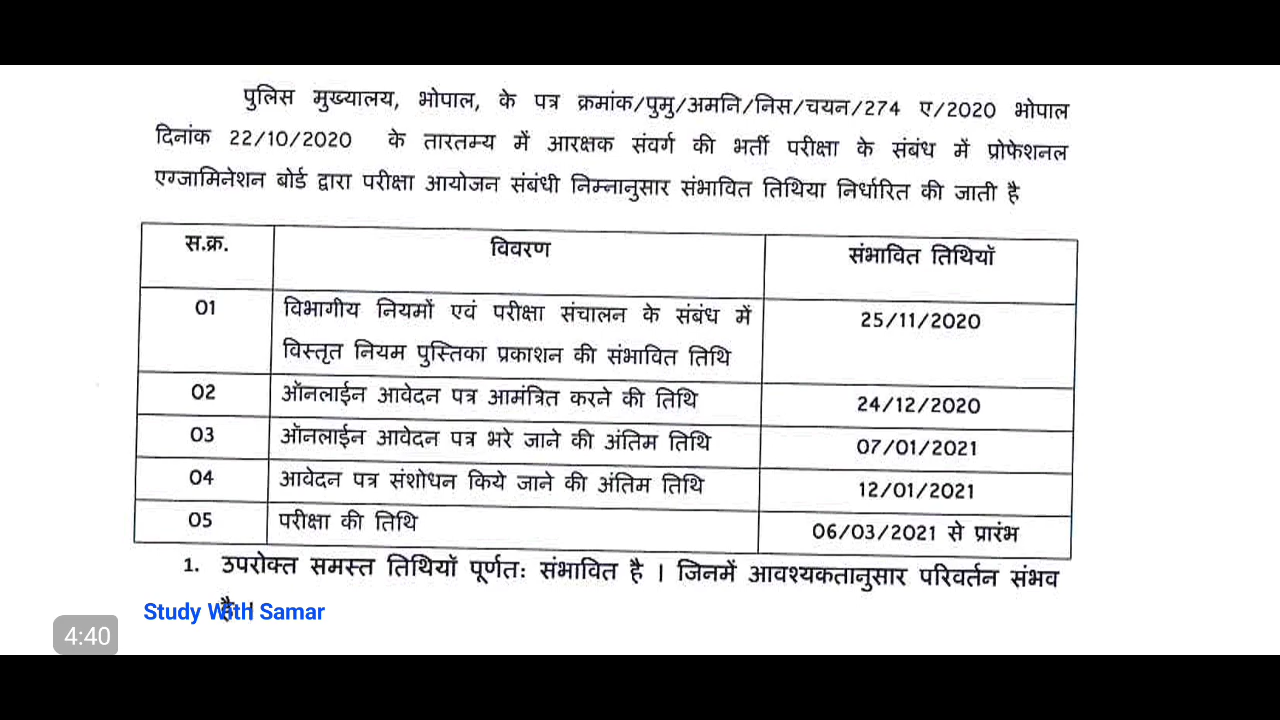 पुलिस मुख्यालय, भोपाल, के पत्र क्रमांक/पुमु/अमनि/निस/चयन/274 ए/2020 भोपाल
दिनांक 22/10/2020 के तारतम्य में आरक्षक संवर्ग की भर्ती परीक्षा के संबंध में प्रोफेशनल
एग्जामिनेशन बोर्ड द्वारा परीक्षा आयोजन संबंधी निम्नानुसार संभावित तिथिया निर्धारित की जाती है
स.क्र. विवरण संभावित तिथियॉ
01 विभागीय नियमों एवं परीक्षा संचालन के संबंध में 25/11/2020
विस्तृत नियम पुस्तिका प्रकाशन की संभावित तिथि
02 ऑनलाईन आवेदन पत्र आमंत्रित करने की तिथि 24/12/2020
03 ऑनलाईन आवेदन पत्र भरे जाने की अंतिम तिथि 07/01/2021
04 आवेदन पत्र संशोधन किये जाने की अंतिम तिथि 12/01/2021
05 परीक्षा की तिथि 06/03/2021 से प्रारंभ
1. उपरोक्त समस्त तिथियॉ पूर्णतः संभावित है । जिनमें आवश्यकतानुसार परिवर्तन संभव
है ।
Study With Samar
4:40